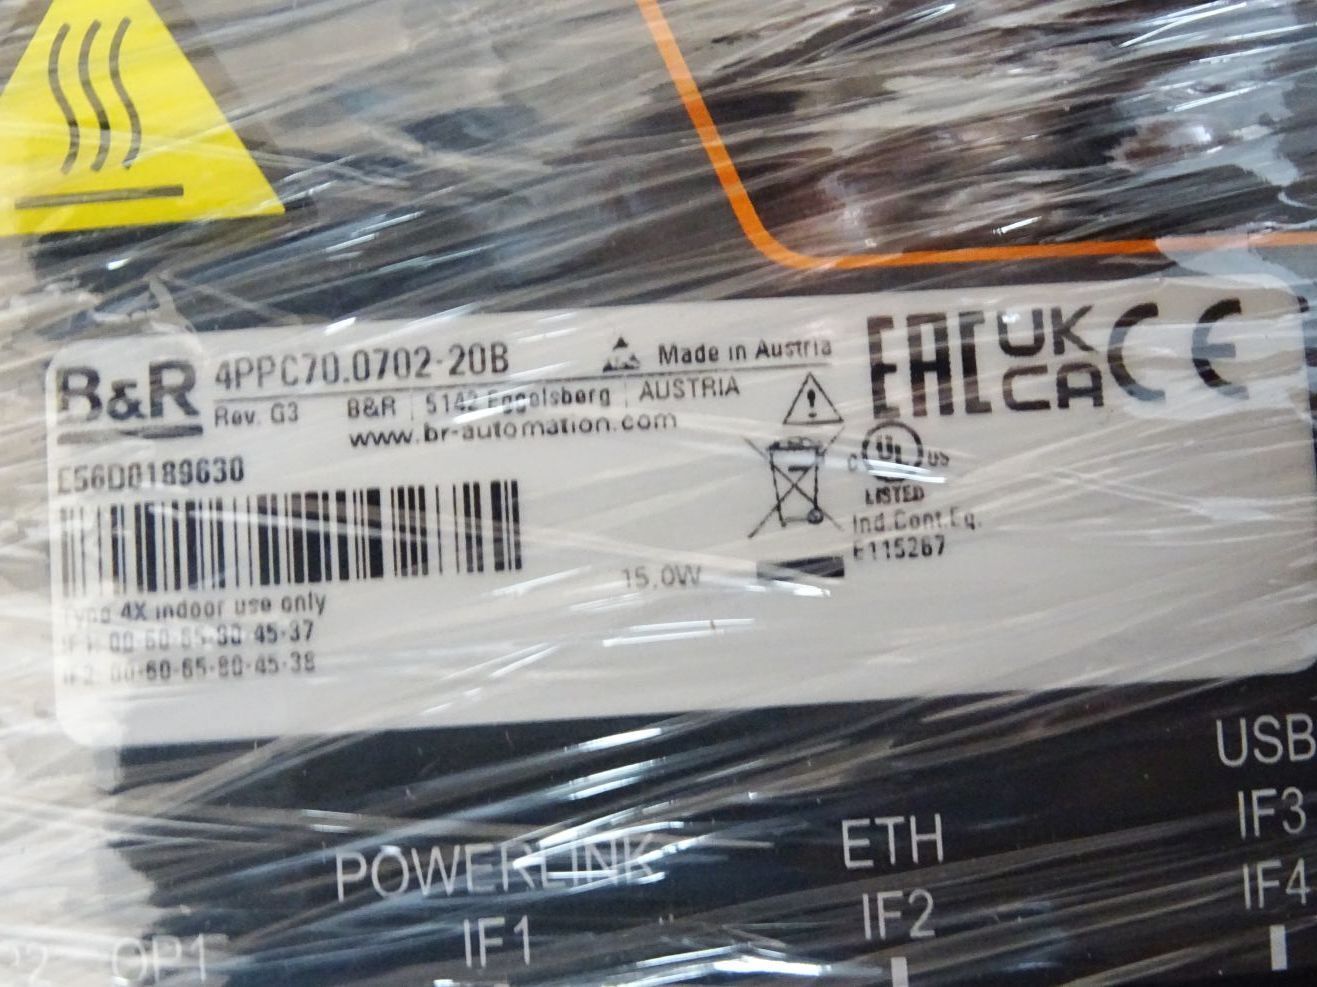 B&R 4PPC70.0702-20B
Made in Austria
Rev. G3 B&R 5142 Eggelsberg AUSTRIA
www.br-automation.com
EAC UK CA CE
E56D0189630
C UL US
LISTED
Ind.Cont.Eq.
E115267
15.0W
Type 4X indoor use only
IF1: 00-60-65-80-45-37
IF2: 00-60-65-80-45-38
USB
IF3
IF4
ETH
IF2
POWERLINK
IF1
OP1